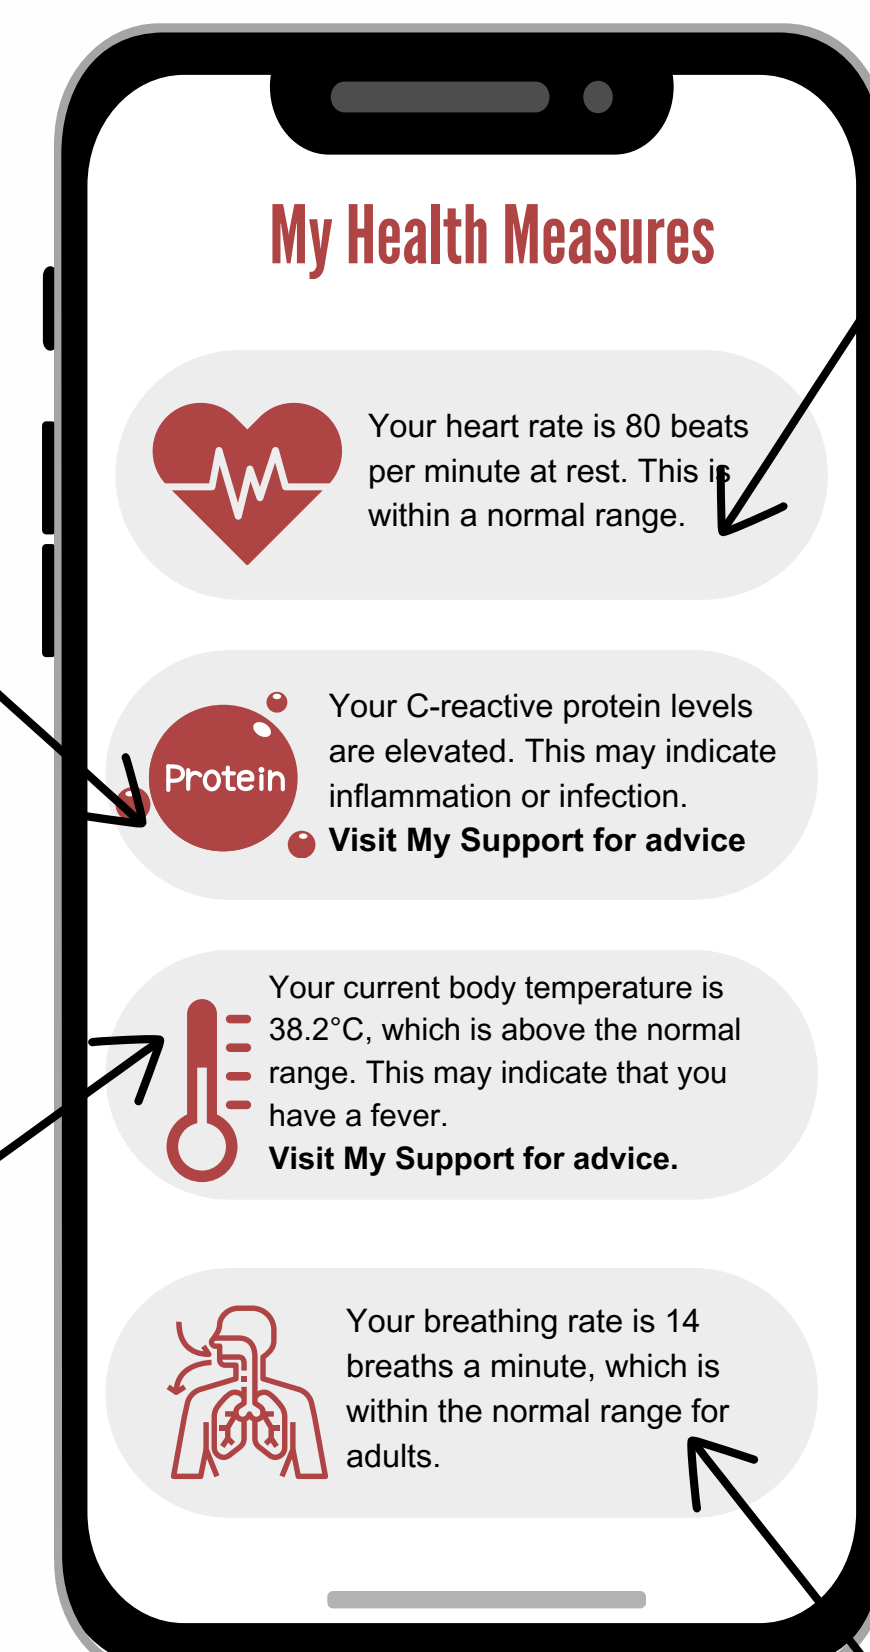 My Health Measures
Your heart rate is 80 beats
per minute at rest. This is
within a normal range.
Protein
Your C-reactive protein levels
are elevated. This may indicate
inflammation or infection.
Visit My Support for advice
Your current body temperature is
38.2°C, which is above the normal
range. This may indicate that you
have a fever.
Visit My Support for advice.
Your breathing rate is 14
breaths a minute, which is
within the normal range for
adults.